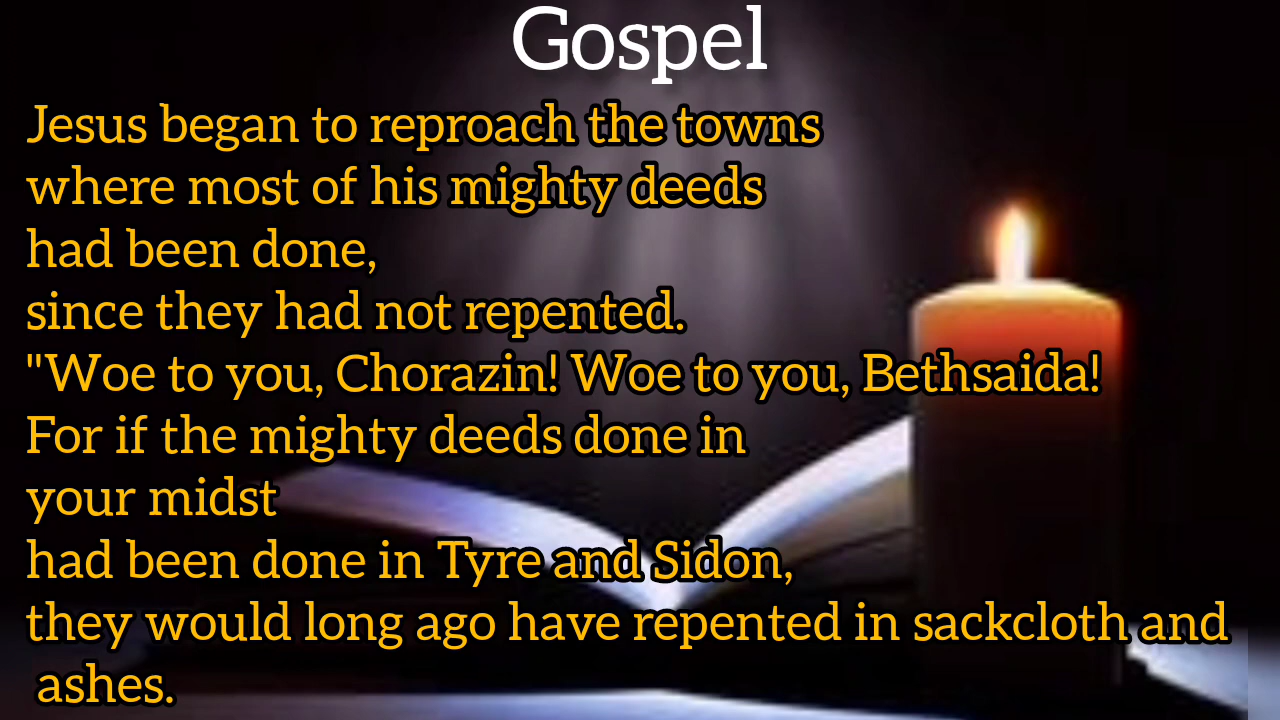 Gospel
Jesus began to reproach the towns
where most of his mighty deeds
had been done,
since they had not repented.
"Woe to you, Chorazin! Woe to you, Bethsaida!
For if the mighty deeds done in
your midst
had been done in Tyre and Sidon,
they would long ago have repented in sackcloth and
ashes.